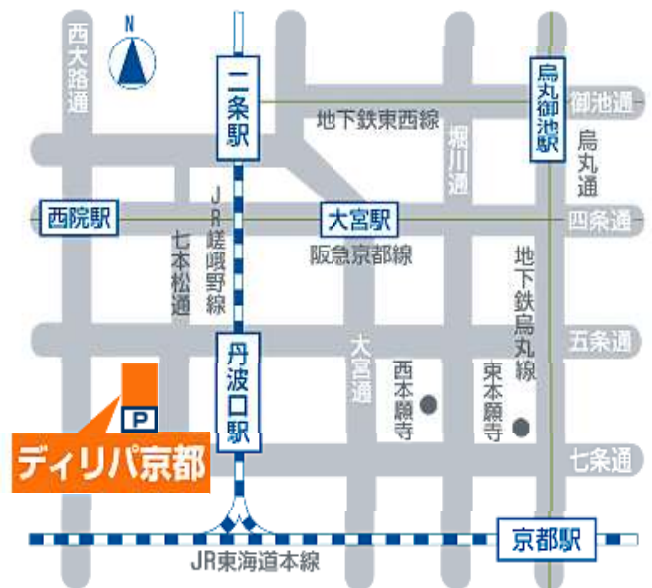 N
西大路通
二条駅
烏丸御池駅
御池通
地下鉄東西線
堀川通
烏丸通
西院駅
JR嵯峨野線
大宮駅
四条通
七本松通
阪急京都線
地下鉄烏丸線
丹波口駅
大宮通
五条通
西本願寺
東本願寺
P
ディリパ京都
七条通
京都駅
JR東海道本線